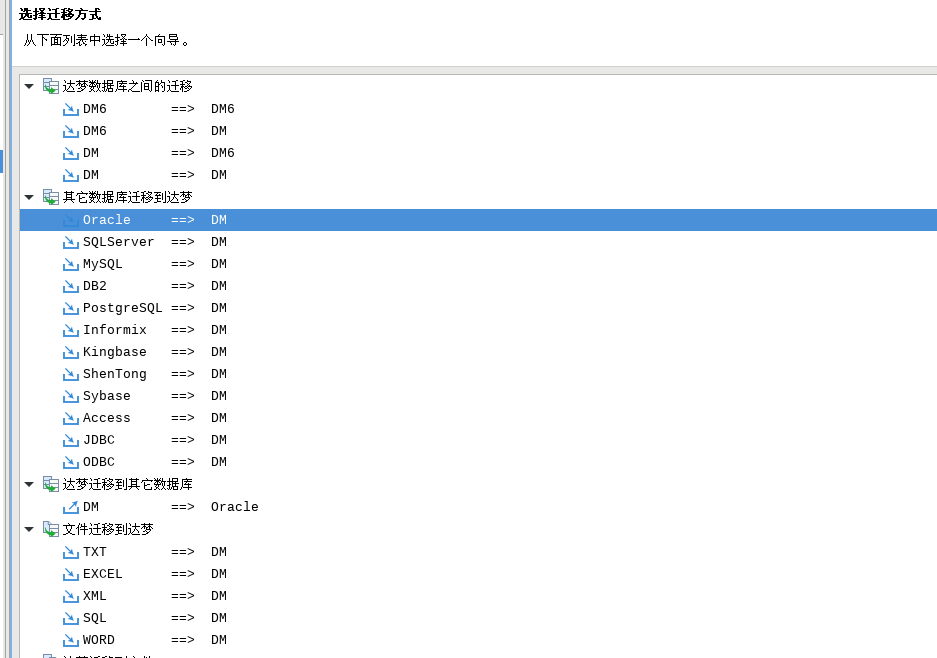 选择迁移方式
从下面列表中选择一个向导。
达梦数据库之间的迁移
DM6 ==> DM6
DM6 ==> DM
DM ==> DM6
DM ==> DM
其它数据库迁移到达梦
Oracle ==> DM
SQLServer ==> DM
MySQL ==> DM
DB2 ==> DM
PostgreSQL ==> DM
Informix ==> DM
Kingbase ==> DM
ShenTong ==> DM
Sybase ==> DM
Access ==> DM
JDBC ==> DM
ODBC ==> DM
达梦迁移到其它数据库
DM ==> Oracle
文件迁移到达梦
TXT ==> DM
EXCEL ==> DM
XML ==> DM
SQL ==> DM
WORD ==> DM